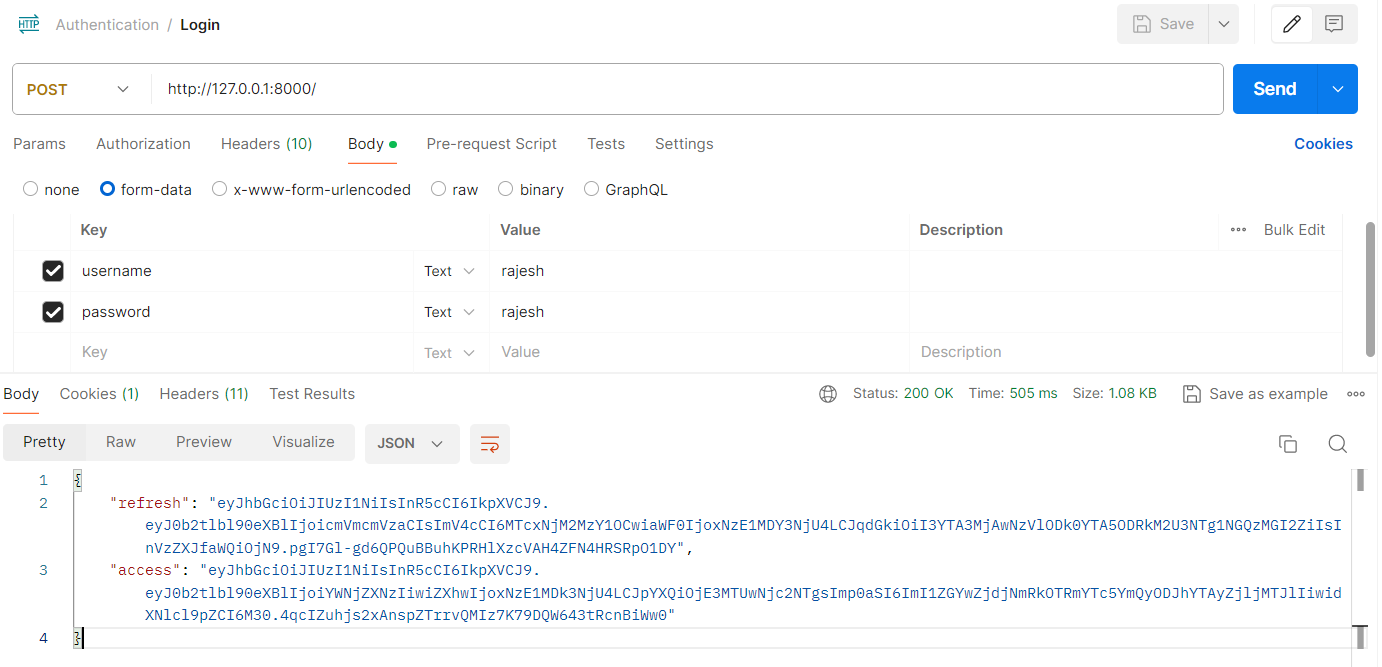 HTTP Authentication / Login Save
POST http://127.0.0.1:8000/ Send
Params Authorization Headers (10) Body Pre-request Script Tests Settings Cookies
none form-data x-www-form-urlencoded raw binary GraphQL
Key Value Description Bulk Edit
username Text rajesh
password Text rajesh
Key Text Value Description
Body Cookies (1) Headers (11) Test Results Status: 200 OK Time: 505 ms Size: 1.08 KB Save as example
Pretty Raw Preview Visualize JSON
1 {
2 "refresh": "eyJhbGciOiJIUzI1NiIsInR5cCI6IkpXVCJ9.
eyJ0b2tlbl90eXBlIjoicmVmcmVzaCIsImV4cCI6MTcxNjM2MzY1OCwiaWF0IjoxNzE1MDY3NjU4LCJqdGkiOiI3YTA3MjAwNzVlODk0YTA5ODRkM2U3NTg1NGQzMGI2ZiIsI
nVzZXJfaWQiOjN9.pgI7Gl-gd6QPQuBBuhKPRHlXzcVAH4ZFN4HRSRpO1DY",
3 "access": "eyJhbGciOiJIUzI1NiIsInR5cCI6IkpXVCJ9.
eyJ0b2tlbl90eXBlIjoiYWNjZXNzIiwiZXhwIjoxNzE1MDk3NjU4LCJpYXQiOjE3MTUwNjc2NTgsImp0aSI6ImI1ZGYwZjdjNmRkOTRmYTc5YmQyODJhYTAyZjljMTJlIiwid
XNlcl9pZCI6M30.4qcIZuhjs2xAnspZTrrvQMIz7K79DQW643tRcnBiWw0"
4 }